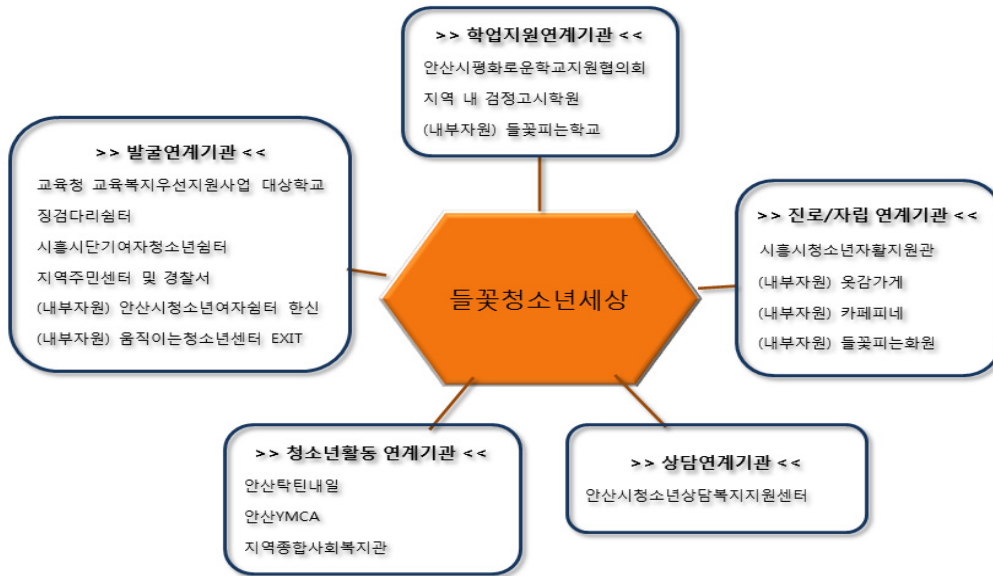 >> 학업지원연계기관 <<
안산시평화로운학교지원협의회
지역 내 검정고시학원
(내부자원) 들꽃피는학교
>> 발굴연계기관 <<
교육청 교육복지우선지원사업 대상학교
징검다리쉼터
시흥시단기여자청소년쉼터
지역주민센터 및 경찰서
(내부자원) 안산시청소년여자쉼터 한신
(내부자원) 움직이는청소년센터 EXIT
들꽃청소년세상
>> 진로/자립 연계기관 <<
시흥시청소년자활지원관
(내부자원) 옷감가게
(내부자원) 카페피네
(내부자원) 들꽃피는화원
>> 청소년활동 연계기관 <<
안산탁틴내일
안산YMCA
지역종합사회복지관
>> 상담연계기관 <<
안산시청소년상담복지지원센터